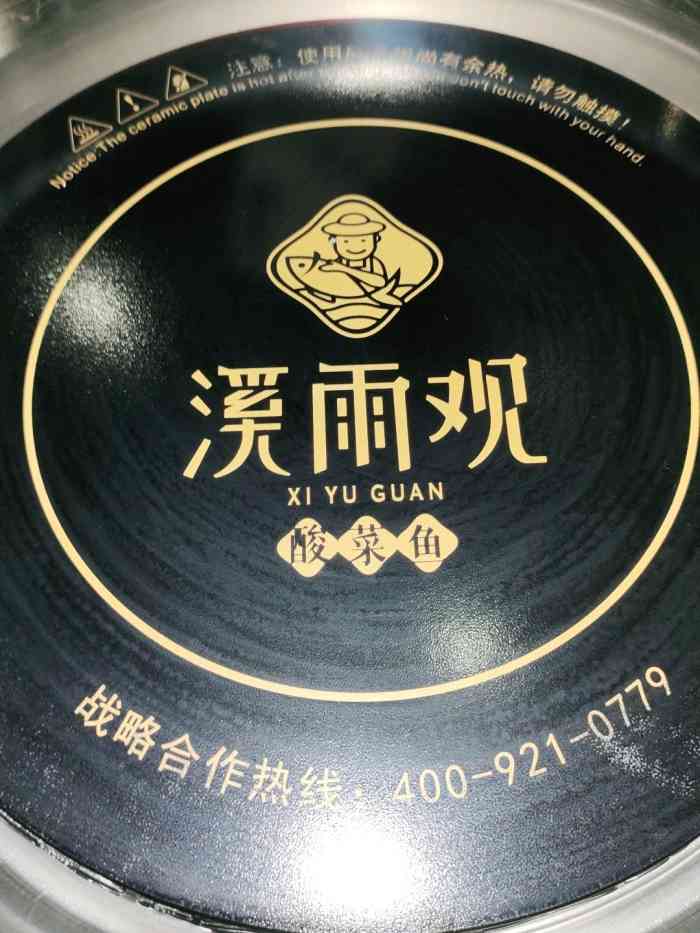 注意：使用 尚有余热，请勿触摸！
Notice:The ceramic plate is hot after don't touch with your hand.
溪雨观
XI YU GUAN
酸菜鱼
战略合作热线：400-921-0779